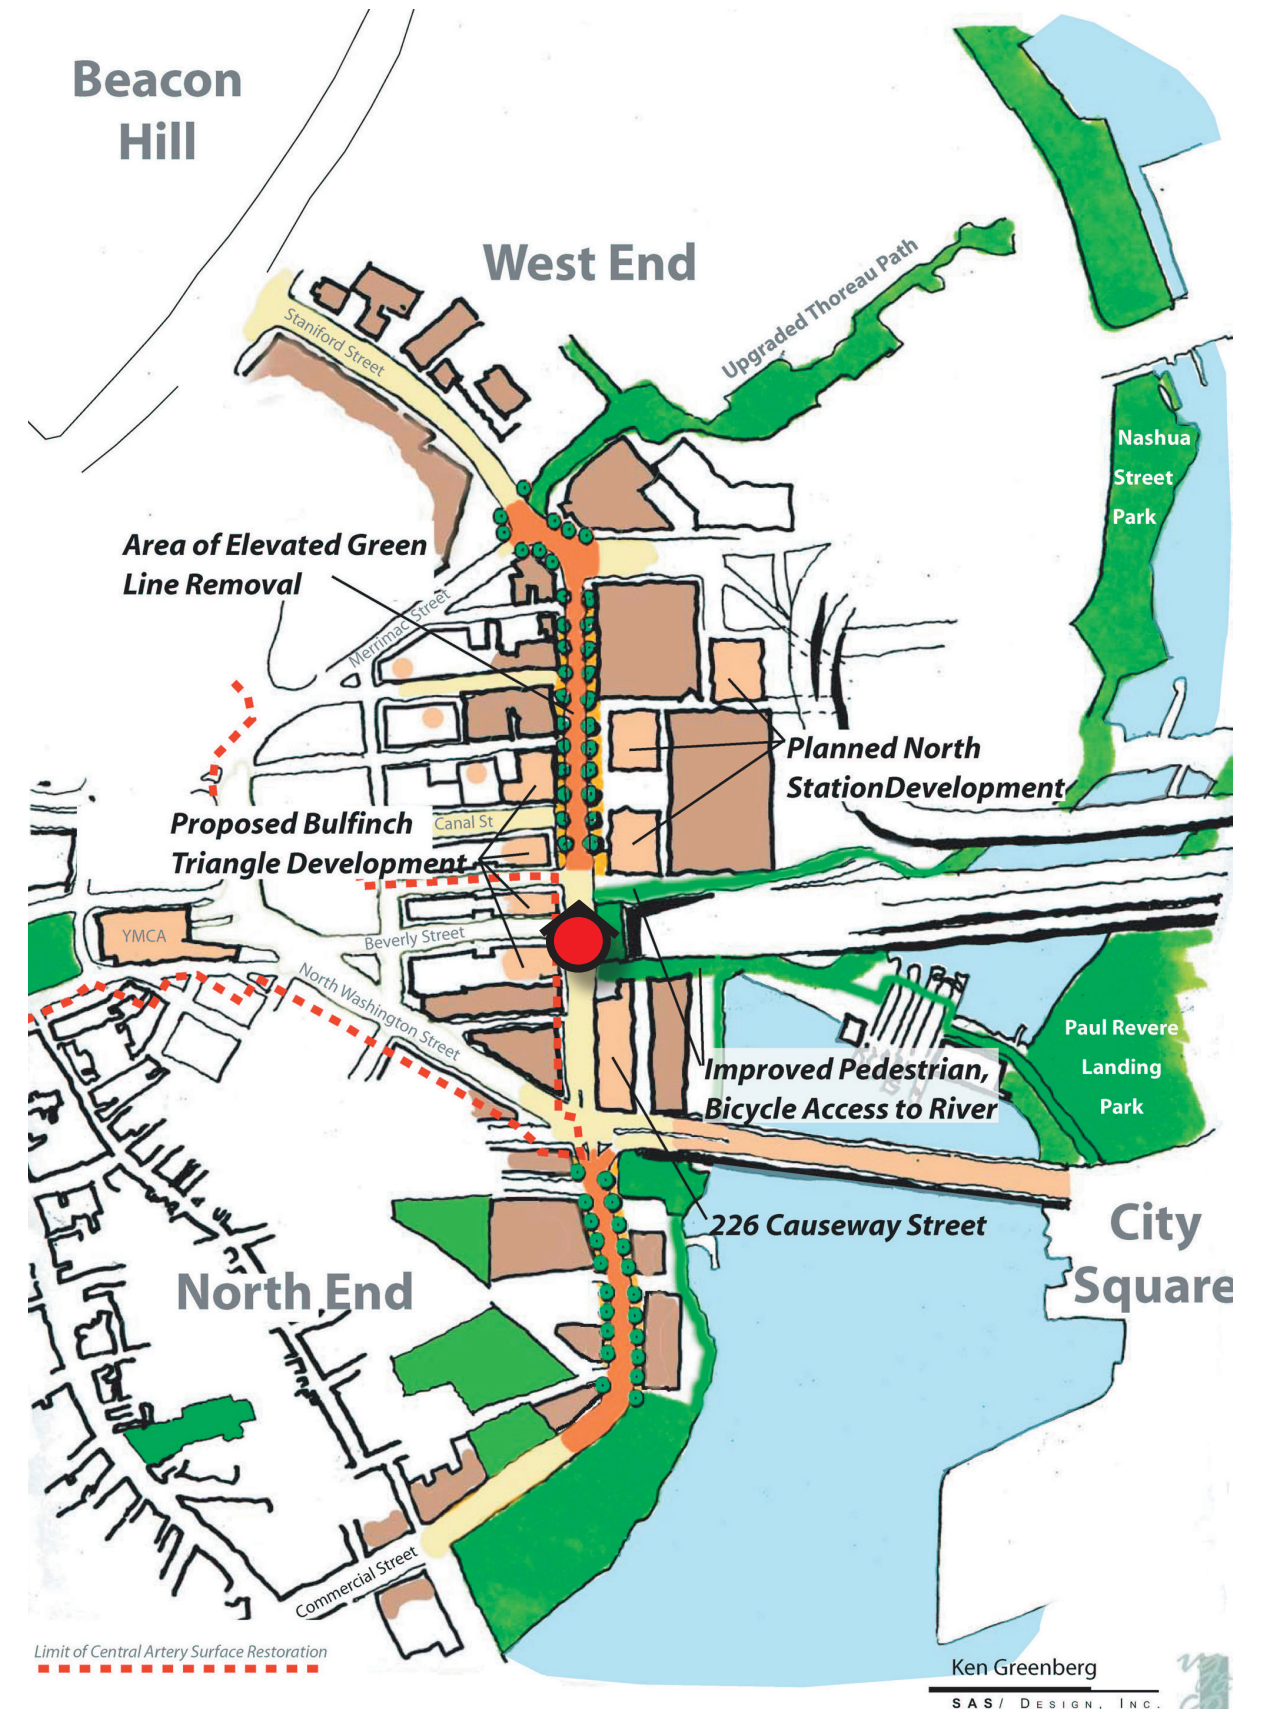 Beacon
Hill
West End
Upgraded Thoreau Path
Staniford Street
Nashua
Street
Park
Area of Elevated Green
Line Removal
Merrimac Street
Planned North
StationDevelopment
Proposed Bulfinch
Triangle Development
Canal St
YMCA
Beverly Street
North Washington Street
Paul Revere
Landing
Park
Improved Pedestrian,
Bicycle Access to River
226 Causeway Street
City
Square
North End
Commercial Street
Limit of Central Artery Surface Restoration
Ken Greenberg
SAS/ DESIGN, INC.